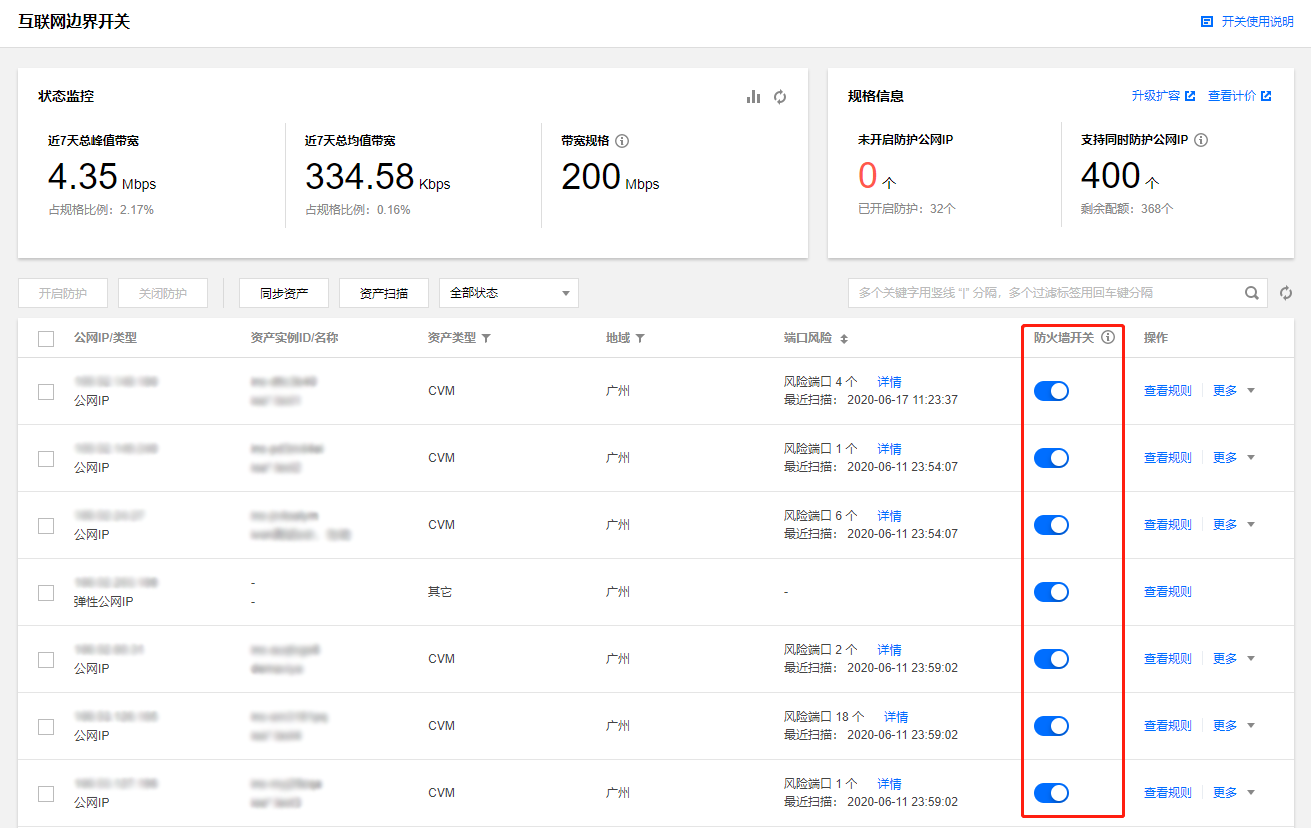 互联网边界开关
开关使用说明
状态监控
近7天总峰值带宽
4.35 Mbps
占规格比例：2.17%
近7天总均值带宽
334.58 Kbps
占规格比例：0.16%
带宽规格
200 Mbps
规格信息
升级扩容 查看计价
未开启防护公网IP
0 个
已开启防护：32个
支持同时防护公网IP
400 个
剩余配额：368个
开启防护 关闭防护 同步资产 资产扫描 全部状态 多个关键字用竖线 "|" 分隔，多个过滤标签用回车键分隔
公网IP/类型 资产实例ID/名称 资产类型 地域 端口风险 防火墙开关 操作
公网IP CVM 广州 风险端口 4 个 详情 查看规则 更多
最近扫描： 2020-06-17 11:23:37
公网IP CVM 广州 风险端口 1 个 详情 查看规则 更多
最近扫描： 2020-06-11 23:54:07
公网IP CVM 广州 风险端口 6 个 详情 查看规则 更多
最近扫描： 2020-06-11 23:54:07
弹性公网IP - 其它 广州 - 查看规则
-
公网IP CVM 广州 风险端口 2 个 详情 查看规则 更多
最近扫描： 2020-06-11 23:59:02
公网IP CVM 广州 风险端口 18 个 详情 查看规则 更多
最近扫描： 2020-06-11 23:59:02
公网IP CVM 广州 风险端口 1 个 详情 查看规则 更多
最近扫描： 2020-06-11 23:59:02